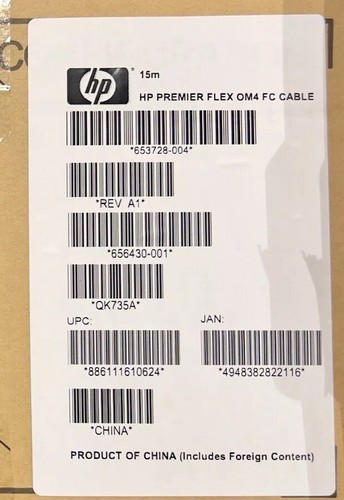 hp
15m
HP PREMIER FLEX OM4 FC CABLE
*653728-004*
*REV A1*
*656430-001*
*QK735A*
UPC: JAN:
*886111610624* *4948382822116*
*CHINA*
PRODUCT OF CHINA (Includes Foreign Content)